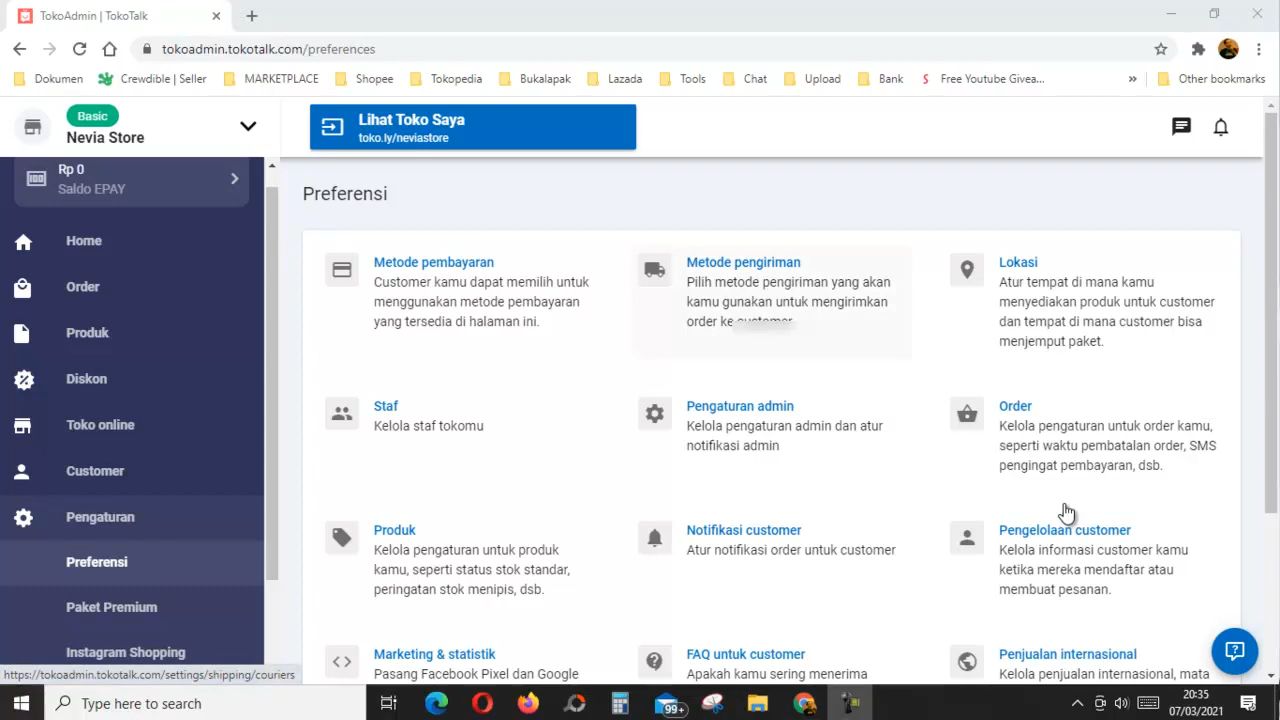 TokoAdmin | TokoTalk
tokoadmin.tokotalk.com/preferences
Dokumen
Crewdible | Seller
MARKETPLACE
Shopee
Tokopedia
Bukalapak
Lazada
Tools
Chat
Upload
Bank
Free Youtube Givea...
»
Other bookmarks
Basic
Nevia Store
Lihat Toko Saya
toko.ly/neviastore
Rp 0
Saldo EPAY
Home
Order
Produk
Diskon
Toko online
Customer
Pengaturan
Preferensi
Paket Premium
Instagram Shopping
https://tokoadmin.tokotalk.com/settings/shipping/couriers
Preferensi
Metode pembayaran
Customer kamu dapat memilih untuk
menggunakan metode pembayaran
yang tersedia di halaman ini.
Metode pengiriman
Pilih metode pengiriman yang akan
kamu gunakan untuk mengirimkan
order ke customer
Lokasi
Atur tempat di mana kamu
menyediakan produk untuk customer
dan tempat di mana customer bisa
menjemput paket.
Staf
Kelola staf tokomu
Pengaturan admin
Kelola pengaturan admin dan atur
notifikasi admin
Order
Kelola pengaturan untuk order kamu,
seperti waktu pembatalan order, SMS
pengingat pembayaran, dsb.
Produk
Kelola pengaturan untuk produk
kamu, seperti status stok standar,
peringatan stok menipis, dsb.
Notifikasi customer
Atur notifikasi order untuk customer
Pengelolaan customer
Kelola informasi customer kamu
ketika mereka mendaftar atau
membuat pesanan.
Marketing & statistik
Pasang Facebook Pixel dan Google
FAQ untuk customer
Apakah kamu sering menerima
Penjualan internasional
Kelola penjualan internasional, mata
Type here to search
99+
20:35
07/03/2021